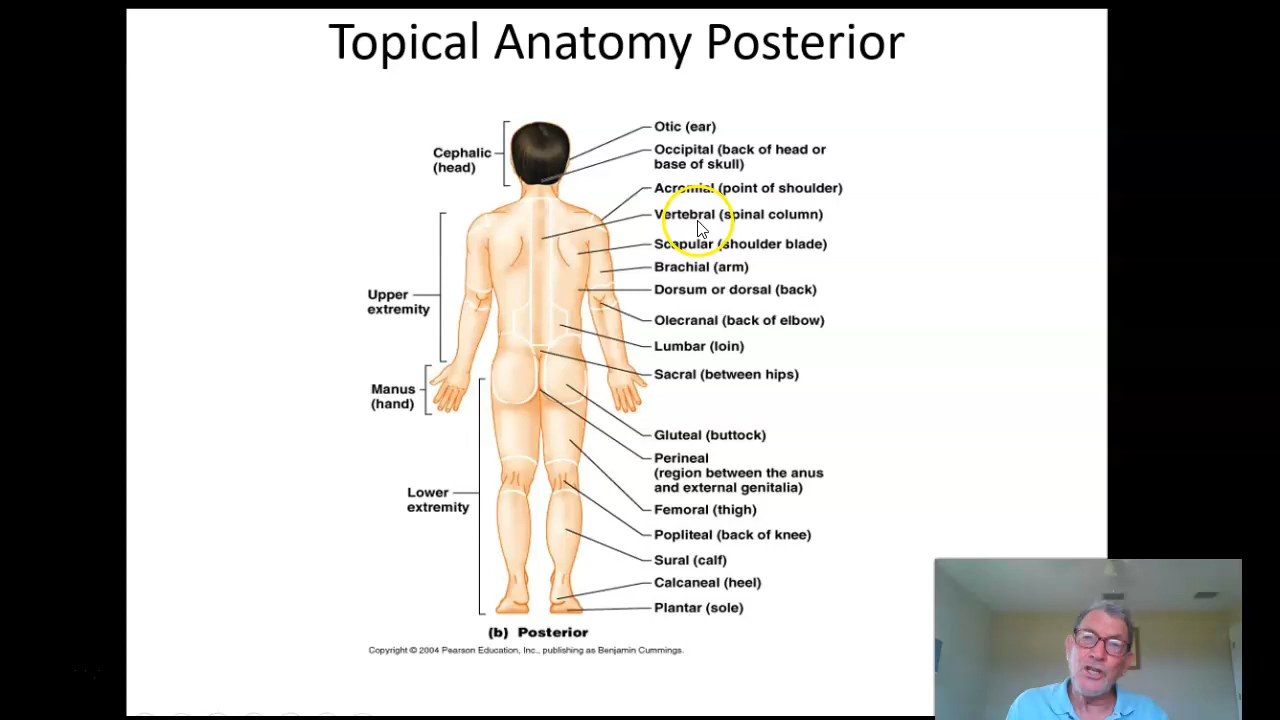 Topical Anatomy Posterior
Cephalic
(head)
Upper
extremity
Manus
(hand)
Lower
extremity
Otic (ear)
Occipital (back of head or
base of skull)
Acromial (point of shoulder)
Vertebral (spinal column)
Scapular (shoulder blade)
Brachial (arm)
Dorsum or dorsal (back)
Olecranal (back of elbow)
Lumbar (loin)
Sacral (between hips)
Gluteal (buttock)
Perineal
(region between the anus
and external genitalia)
Femoral (thigh)
Popliteal (back of knee)
Sural (calf)
Calcaneal (heel)
Plantar (sole)
(b) Posterior
Copyright © 2004 Pearson Education, Inc., publishing as Benjamin Cummings.